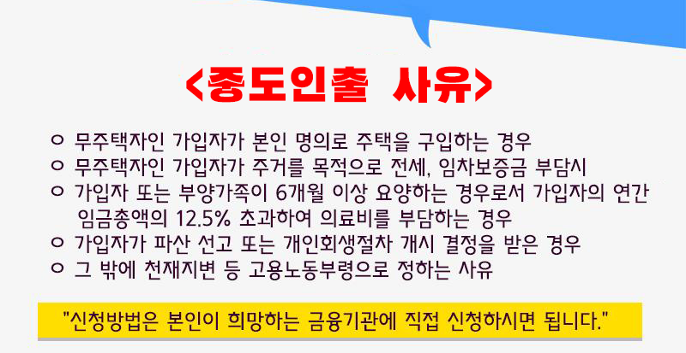 <중도인출 사유>
ㅇ 무주택자인 가입자가 본인 명의로 주택을 구입하는 경우
ㅇ 무주택자인 가입자가 주거를 목적으로 전세, 임차보증금 부담시
ㅇ 가입자 또는 부양가족이 6개월 이상 요양하는 경우로서 가입자의 연간
임금총액의 12.5% 초과하여 의료비를 부담하는 경우
ㅇ 가입자가 파산 선고 또는 개인회생절차 개시 결정을 받은 경우
ㅇ 그 밖에 천재지변 등 고용노동부령으로 정하는 사유
"신청방법은 본인이 희망하는 금융기관에 직접 신청하시면 됩니다."